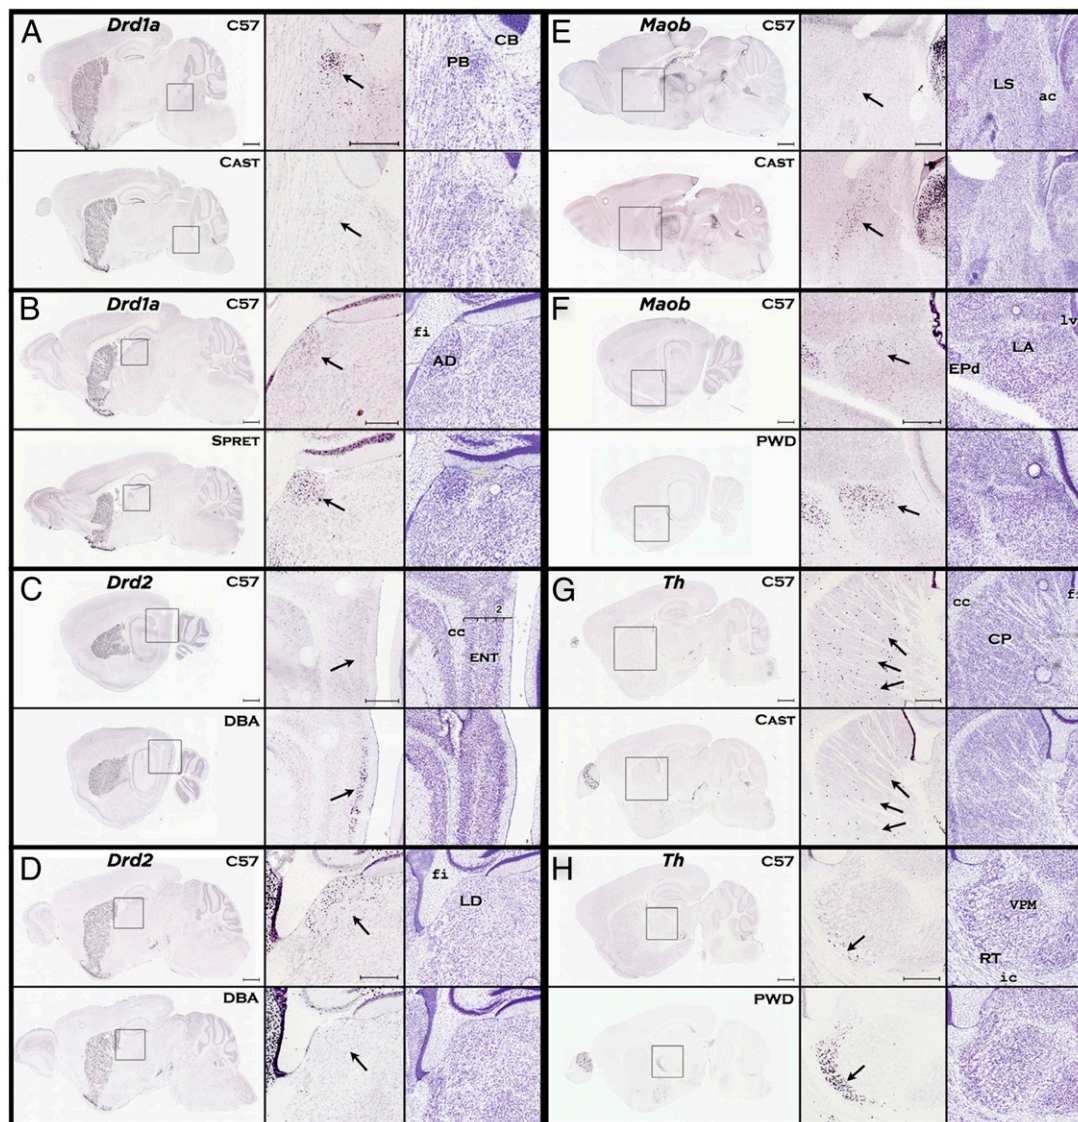 A Drd1a C57
CB
PB
CAST
B Drd1a C57
fi
AD
SPRET
C Drd2 C57
2
cc
ENT
DBA
D Drd2 C57
fi
LD
DBA
E Maob C57
LS
ac
CAST
F Maob C57
lv
LA
EPd
PWD
G Th C57
cc fi
CP
CAST
H Th C57
VPM
RT
ic
PWD